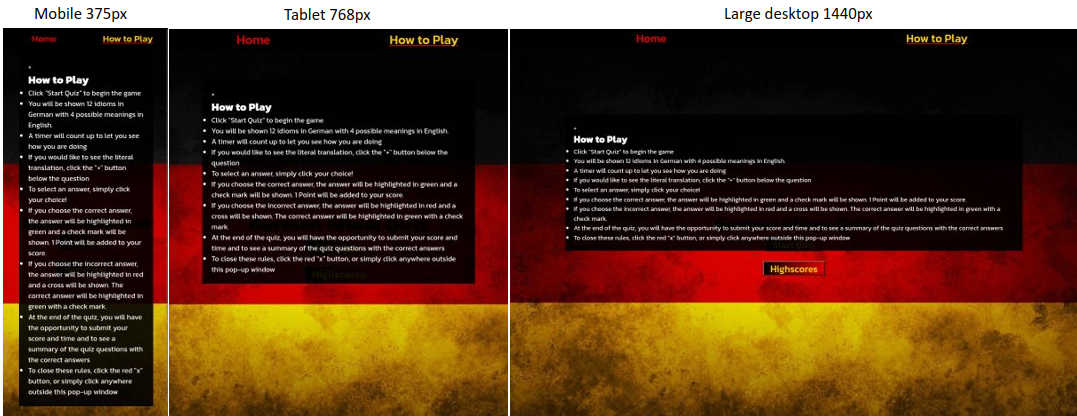 Mobile 375px
Home
How to Play
How to Play
Click "Start Quiz" to begin the game
You will be shown 12 idioms in
German with 4 possible meanings in
English.
A timer will count up to let you see
how you are doing
If you would like to see the literal
translation, click the "+" button
below the question
To select an answer, simply click
your choice!
If you choose the correct answer,
the answer will be highlighted in
green and a check mark will be
shown. 1 Point will be added to your
score.
If you choose the incorrect answer,
the answer will be highlighted in red
and a cross will be shown. The
correct answer will be highlighted in
green with a check mark.
At the end of the quiz, you will have
the opportunity to submit your
score and time and to see a
summary of the quiz questions with
the correct answers
To close these rules, click the red "x"
button, or simply click anywhere
outside this pop-up window
Tablet 768px
Home
How to Play
How to Play
Click "Start Quiz" to begin the game
You will be shown 12 idioms in German with 4 possible meanings in English.
A timer will count up to let you see how you are doing
If you would like to see the literal translation, click the "+" button below the
question
To select an answer, simply click your choice!
If you choose the correct answer, the answer will be highlighted in green and a
check mark will be shown. 1 Point will be added to your score.
If you choose the incorrect answer, the answer will be highlighted in red and a
cross will be shown. The correct answer will be highlighted in green with a check
mark.
At the end of the quiz, you will have the opportunity to submit your score and
time and to see a summary of the quiz questions with the correct answers
To close these rules, click the red "x" button, or simply click anywhere outside
this pop-up window
Highscores
Large desktop 1440px
Home
How to Play
How to Play
Click "Start Quiz" to begin the game
You will be shown 12 idioms in German with 4 possible meanings in English.
A timer will count up to let you see how you are doing
If you would like to see the literal translation, click the "+" button below the question
To select an answer, simply click your choice!
If you choose the correct answer, the answer will be highlighted in green and a check mark will be shown. 1 Point will be added to your score.
If you choose the incorrect answer, the answer will be highlighted in red and a cross will be shown. The correct answer will be highlighted in green with a
check mark.
At the end of the quiz, you will have the opportunity to submit your score and time and to see a summary of the quiz questions with the correct answers
To close these rules, click the red "x" button, or simply click anywhere outside this pop-up window
Highscores